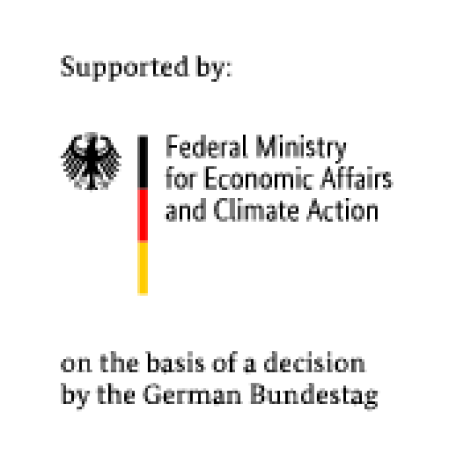 Supported by:
Federal Ministry
for Economic Affairs
and Climate Action
on the basis of a decision
by the German Bundestag